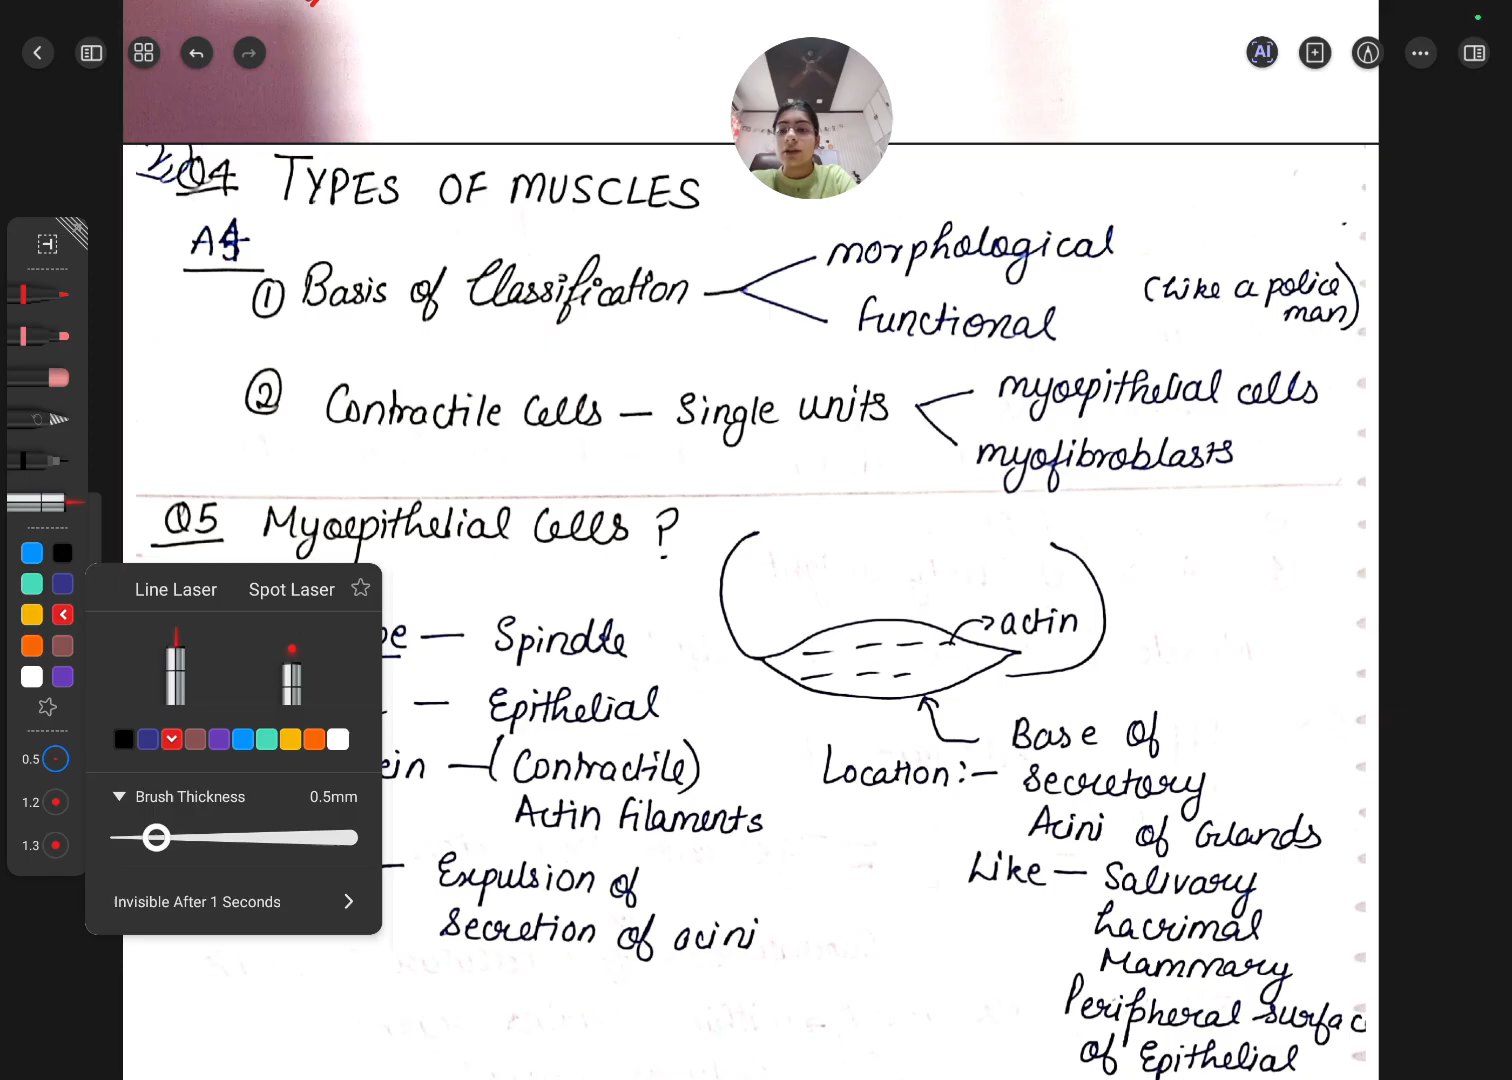 AI
Q4 TYPES OF MUSCLES
A4
① Basis of Classification
morphological
functional
(Like a police
man)
② Contractile Cells — Single units
myoepithelial cells
myofibroblasts
Q5 Myoepithelial Cells ?
Line Laser Spot Laser
pe — Spindle
actin
— Epithelial
ein — (Contractile)
Actin filaments
Location:- Base of
Secretory
Acini of Glands
Like — Salivary
Lacrimal
Mammary
Peripheral surfac
of Epithelial
— Expulsion of
Secretion of acini
0.5
1.2
1.3
Brush Thickness 0.5mm
Invisible After 1 Seconds